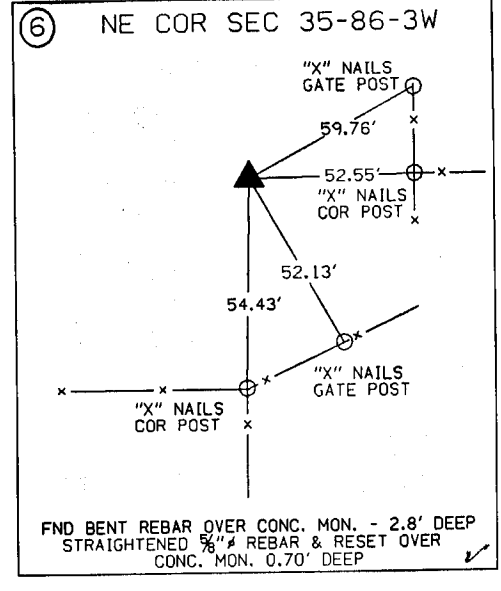 6 NE COR SEC 35-86-3W
"X" NAILS
GATE POST
59.76'
52.55'
"X" NAILS
COR POST
52.13'
54.43'
"X" NAILS
GATE POST
"X" NAILS
COR POST
FND BENT REBAR OVER CONC. MON. - 2.8' DEEP
STRAIGHTENED ⅝"ø REBAR & RESET OVER
CONC. MON. 0.70' DEEP